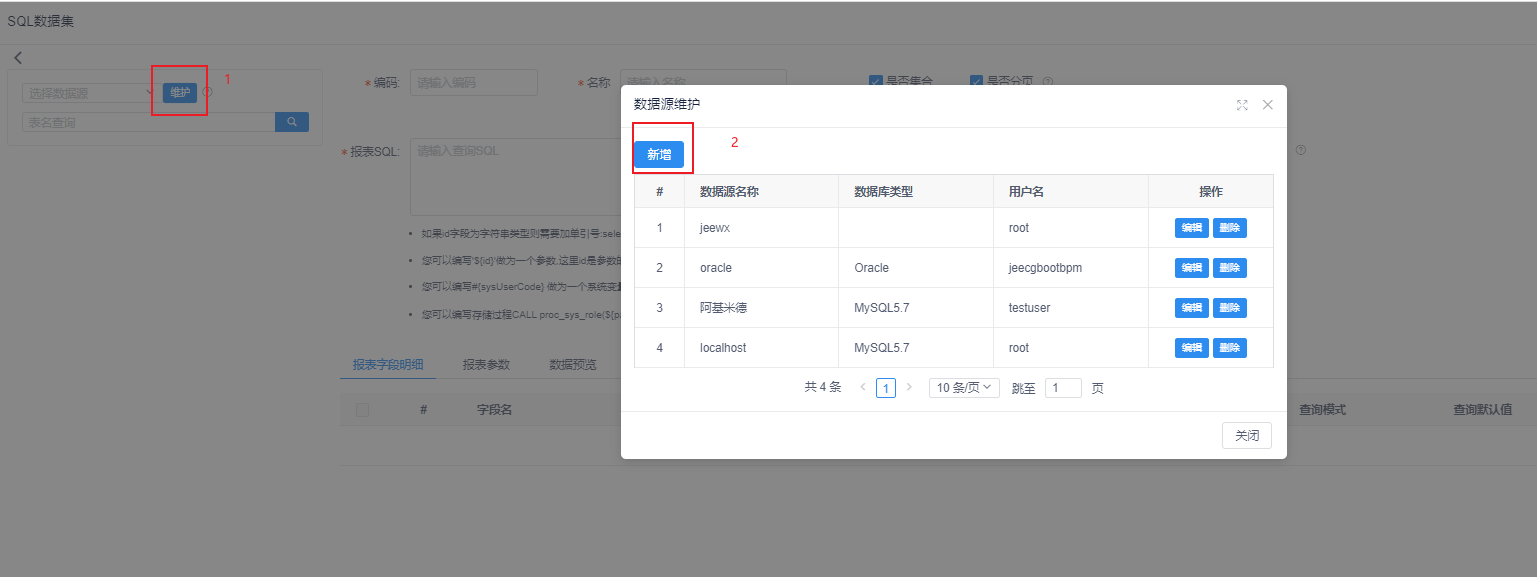 SQL数据集
选择数据源 维护 1
表名查询
*编码: 请输入编码 *名称 请输入名称 是否集合 是否分页
*报表SQL: 请输入查询SQL
如果id字段为字符串类型则需要加单引号:sele
您可以编写'${id}'做为一个参数,这里id是参数的
您可以编写#{sysUserCode} 做为一个系统变量
您可以编写存储过程CALL proc_sys_role(${pa
报表字段明细 报表参数 数据预览
# 字段名 查询模式 查询默认值
数据源维护
新增 2
# 数据源名称 数据库类型 用户名 操作
1 jeewx root 编辑 删除
2 oracle Oracle jeecgbootbpm 编辑 删除
3 阿基米德 MySQL5.7 testuser 编辑 删除
4 localhost MySQL5.7 root 编辑 删除
共 4 条 1 10 条/页 跳至 1 页
关闭